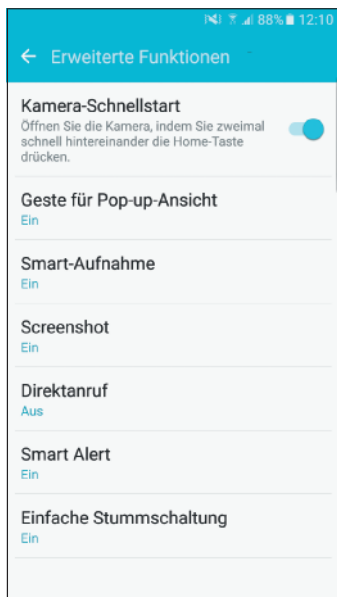 88% 12:10
Erweiterte Funktionen
Kamera-Schnellstart
Öffnen Sie die Kamera, indem Sie zweimal
schnell hintereinander die Home-Taste
drücken.
Geste für Pop-up-Ansicht
Ein
Smart-Aufnahme
Ein
Screenshot
Ein
Direktanruf
Aus
Smart Alert
Ein
Einfache Stummschaltung
Ein